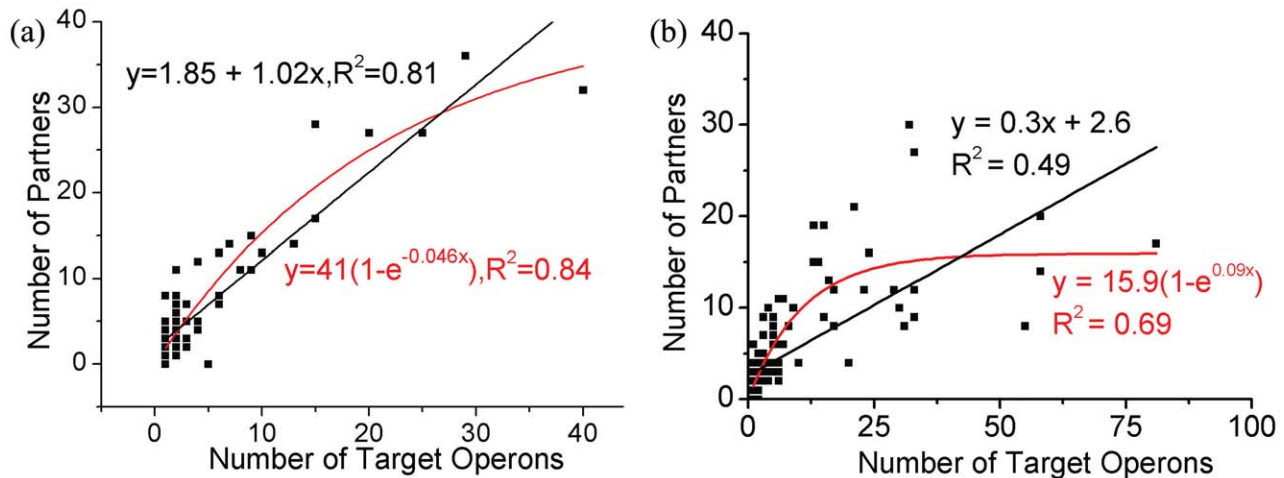 (a)
40
30
20
10
0
Number of Partners
y=1.85 + 1.02x,R²=0.81
y=41(1-e^-0.046x),R²=0.84
0 10 20 30 40
Number of Target Operons
(b)
40
30
20
10
0
Number of Partners
y = 0.3x + 2.6
R² = 0.49
y = 15.9(1-e^0.09x)
R² = 0.69
0 25 50 75 100
Number of Target Operons